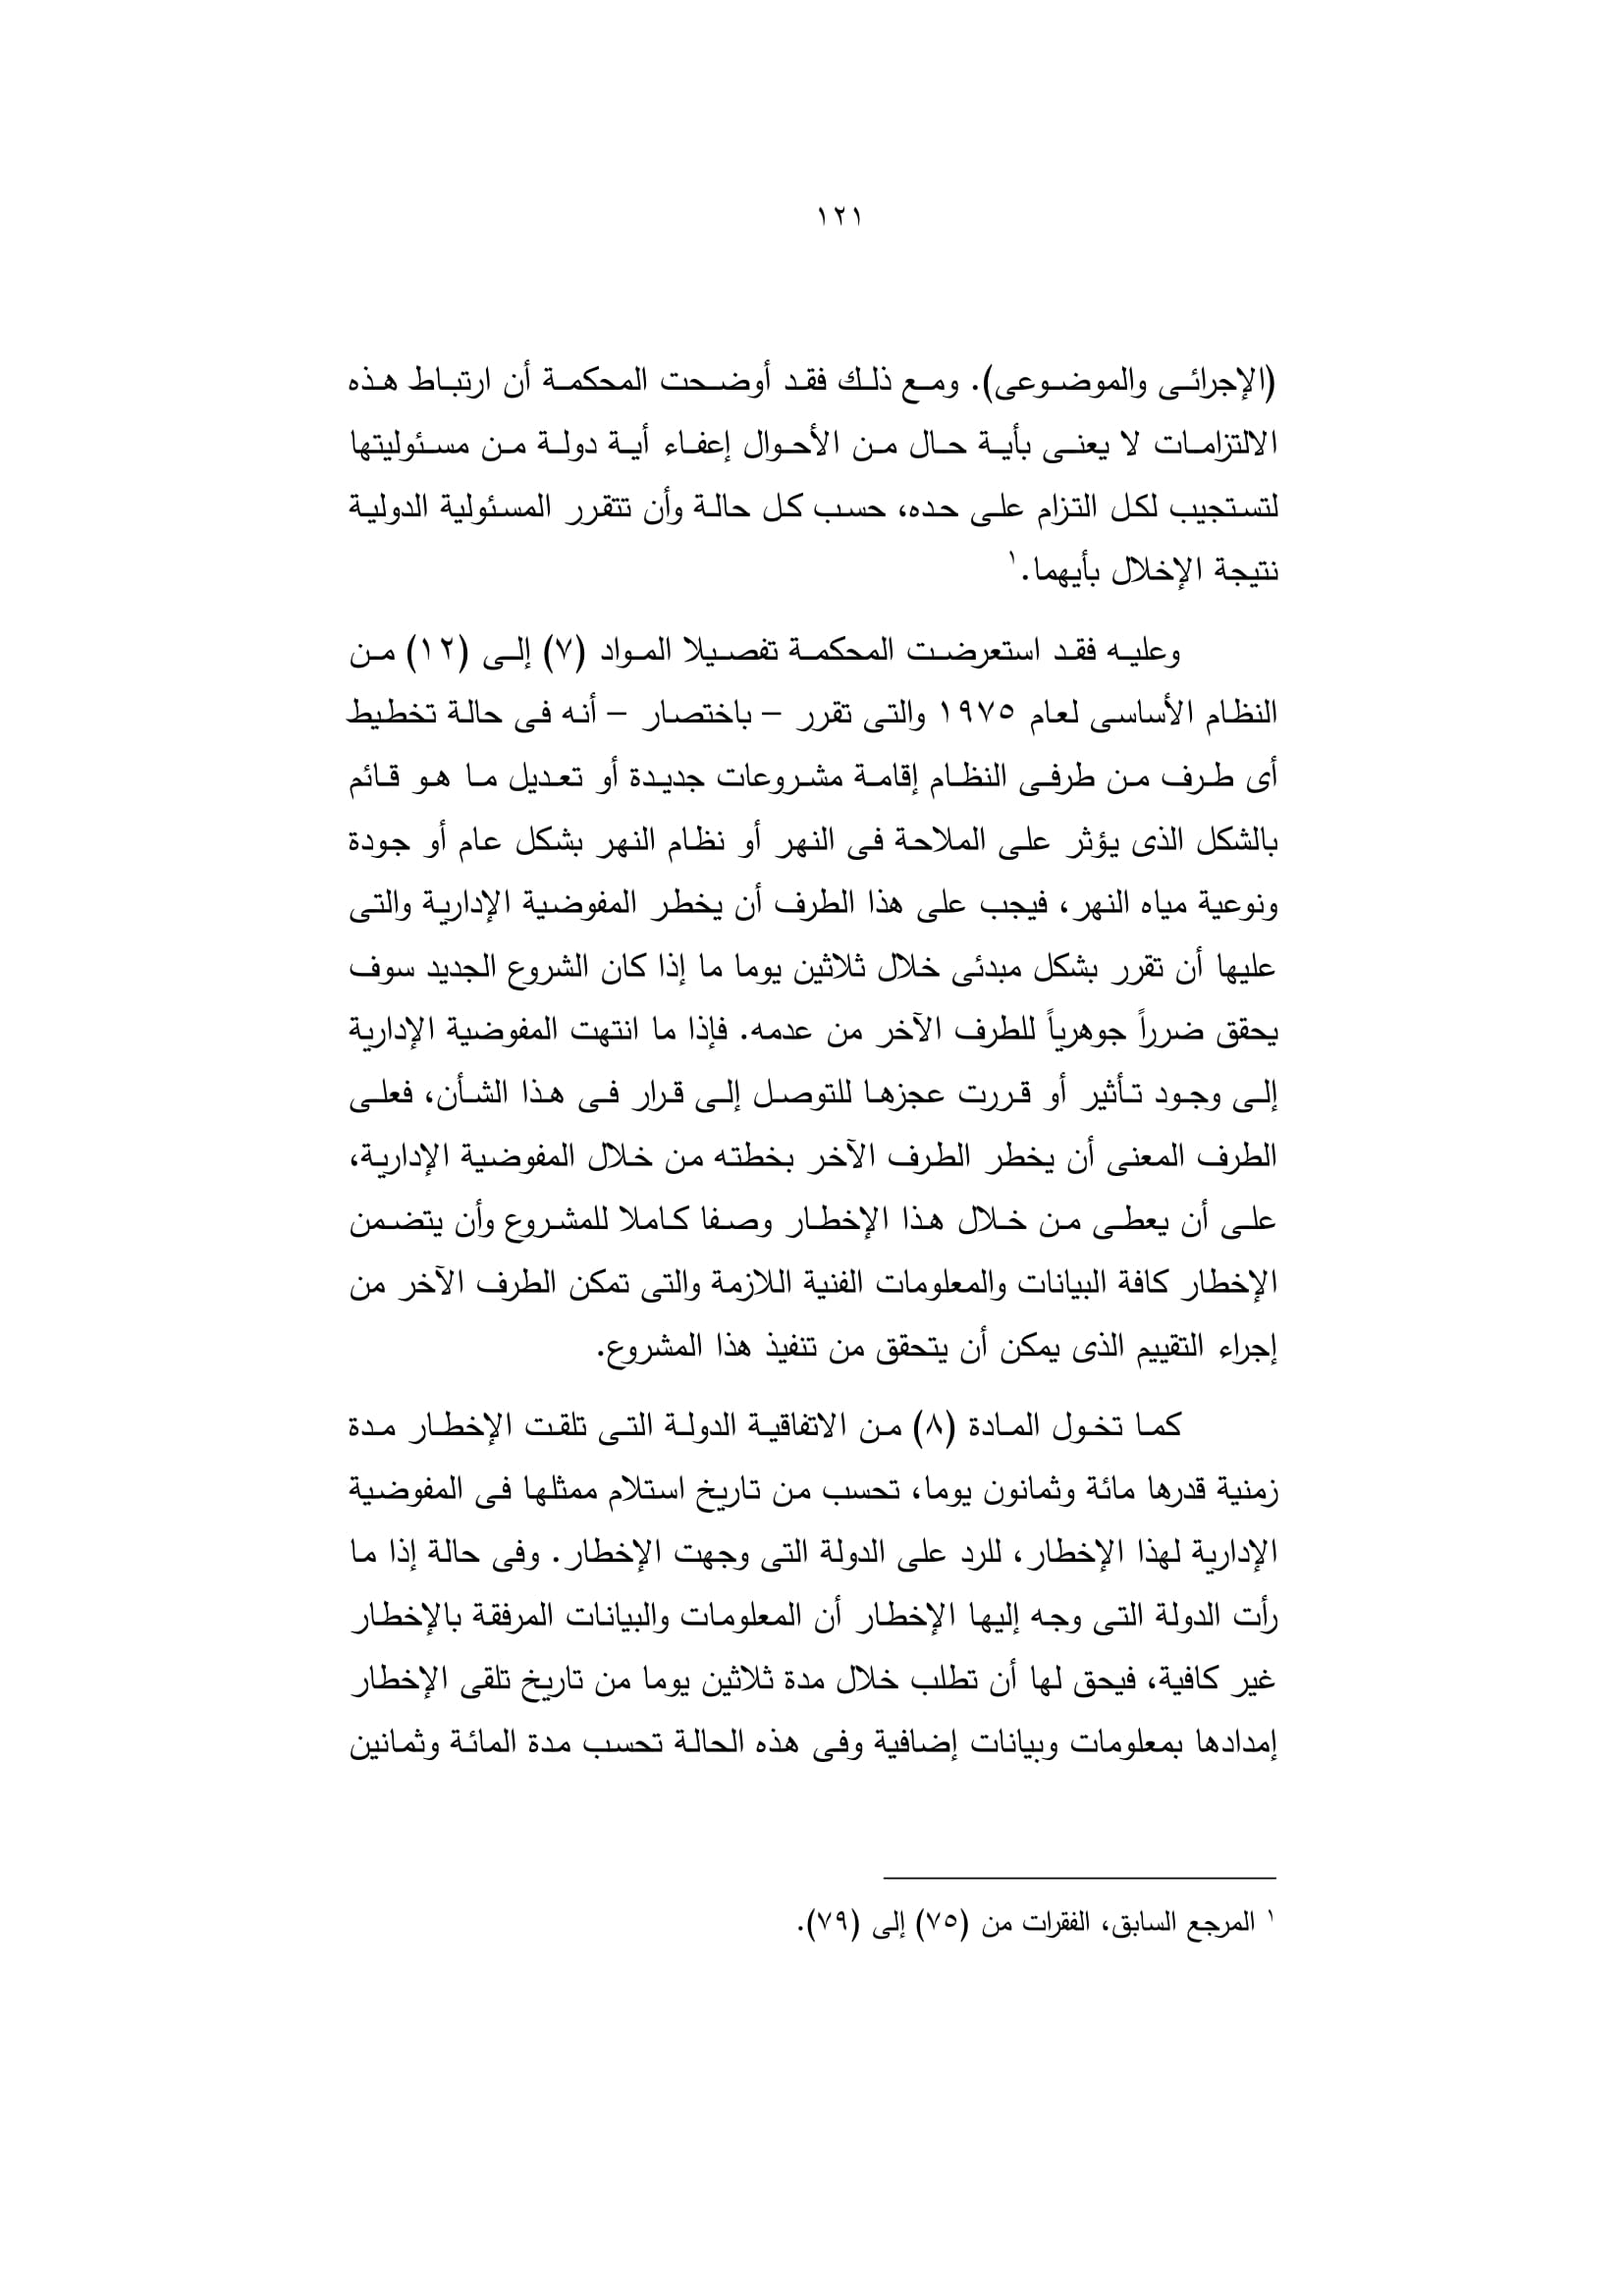 ١٢١
(الإجرائى والموضوعى). ومع ذلك فقد أوضحت المحكمة أن ارتباط هذه
الالتزامات لا يعنى بأية حال من الأحوال إعفاء أية دولة من مسئوليتها
لتستجيب لكل التزام على حده، حسب كل حالة وأن تتقرر المسئولية الدولية
نتيجة الإخلال بأيهما.١
وعليه فقد استعرضت المحكمة تفصيلا المواد (٧) إلى (١٢) من
النظام الأساسى لعام ١٩٧٥ والتى تقرر – باختصار – أنه فى حالة تخطيط
أى طرف من طرفى النظام إقامة مشروعات جديدة أو تعديل ما هو قائم
بالشكل الذى يؤثر على الملاحة فى النهر أو نظام النهر بشكل عام أو جودة
ونوعية مياه النهر، فيجب على هذا الطرف أن يخطر المفوضية الإدارية والتى
عليها أن تقرر بشكل مبدئى خلال ثلاثين يوما ما إذا كان الشروع الجديد سوف
يحقق ضرراً جوهرياً للطرف الآخر من عدمه. فإذا ما انتهت المفوضية الإدارية
إلى وجود تأثير أو قررت عجزها للتوصل إلى قرار فى هذا الشأن، فعلى
الطرف المعنى أن يخطر الطرف الآخر بخطته من خلال المفوضية الإدارية،
على أن يعطى من خلال هذا الإخطار وصفا كاملا للمشروع وأن يتضمن
الإخطار كافة البيانات والمعلومات الفنية اللازمة والتى تمكن الطرف الآخر من
إجراء التقييم الذى يمكن أن يتحقق من تنفيذ هذا المشروع.
كما تخول المادة (٨) من الاتفاقية الدولة التى تلقت الإخطار مدة
زمنية قدرها مائة وثمانون يوما، تحسب من تاريخ استلام ممثلها فى المفوضية
الإدارية لهذا الإخطار، للرد على الدولة التى وجهت الإخطار. وفى حالة إذا ما
رأت الدولة التى وجه إليها الإخطار أن المعلومات والبيانات المرفقة بالإخطار
غير كافية، فيحق لها أن تطلب خلال مدة ثلاثين يوما من تاريخ تلقى الإخطار
إمدادها بمعلومات وبيانات إضافية وفى هذه الحالة تحسب مدة المائة وثمانين
١ المرجع السابق، الفقرات من (٧٥) إلى (٧٩).